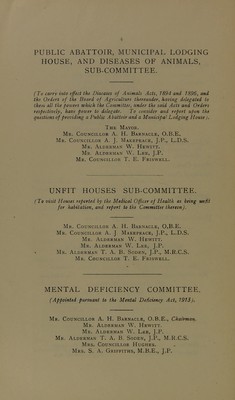 PUBLIC ABATTOIR, MUNICIPAL LODGING
HOUSE, AND DISEASES OF ANIMALS,
SUB-COMMITTEE.
(To carry into effect the Diseases of Animals Acts, 1894 and 1896, and
the Orders of the Board of Agriculture thereunder, having delegated to
them all the powers which the Committee, under the said Acts and Orders
respectively, have power to delegate. To consider and report upon the
questions of providing a Public Abattoir and a Municipal Lodging House).
The Mayor.
Mr. Councillor A. H. Barnacle, O.B.E.
Mr. Councillor A. J. Makepeace, J.P., L.D.S.
Mr. Alderman W. Hewitt.
Mr. Alderman W. Lee, J.P.
Mr. Councillor T. E. Friswell.
UNFIT HOUSES SUB-COMMITTEE.
(To visit Houses reported by the Medical Officer of Health as being unfit
for habitation, and report to the Committee thereon).
Mr. Councillor A. H. Barnacle, O.B.E.
Mr. Councillor A. J. Makepeace, J.P., L.D.S.
Mr. Alderman W. Hewitt.
Mr. Alderman W. Lee, J.P.
Mr. Alderman T. A. B. Soden, J.P., M.R.C.S.
Mr. Councillor T. E. Friswell.
MENTAL DEFICIENCY COMMITTEE.
(Appointed pursuant to the Mental Deficiency Act, 1913).
Mr. Councillor A. H. Barnacle, O.B.E., Chairman.
Mr. Alderman W. Hewitt.
Mr. Alderman W. Lee, J.P.
Mr. Alderman T. A. B. Soden, J.P., M.R.C.S.
Mrs. Councillor Hughes.
Mrs. S. A. Griffiths, M.B.E., J.P.